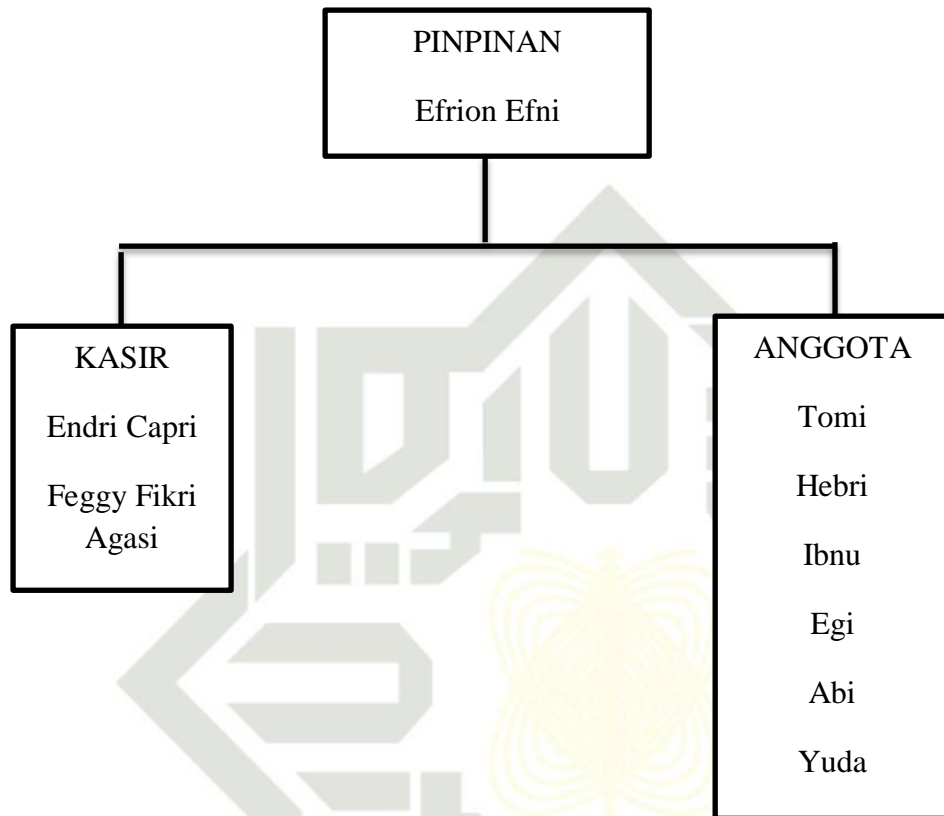 PINPINAN
Efrion Efni
KASIR
Endri Capri
Feggy Fikri
Agasi
ANGGOTA
Tomi
Hebri
Ibnu
Egi
Abi
Yuda